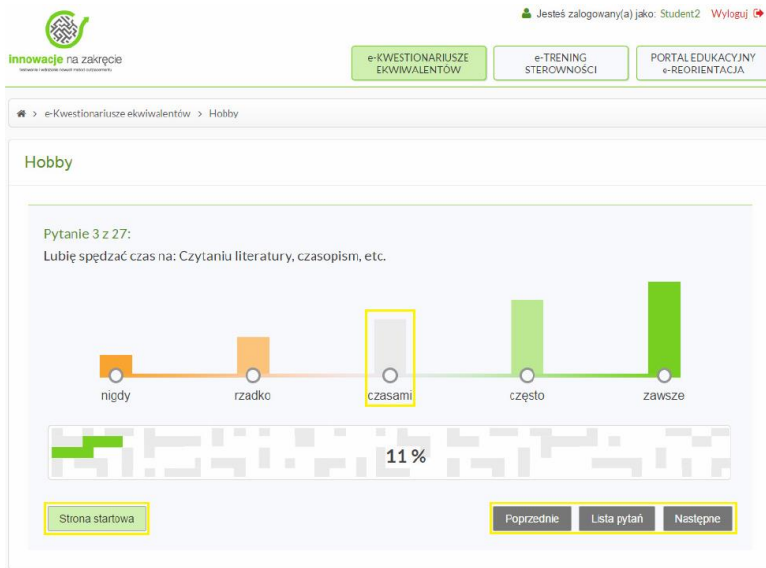 Jesteś zalogowany(a) jako: Student2 Wyloguj
innowacje na zakręcie
e-KWESTIONARIUSZE
EKWIWALENTÓW
e-TRENING
STEROWNOŚCI
PORTAL EDUKACYJNY
e-REORIENTACJA
> e-Kwestionariusze ekwiwalentów > Hobby
Hobby
Pytanie 3 z 27:
Lubię spędzać czas na: Czytaniu literatury, czasopism, etc.
nigdy rzadko czasami często zawsze
11 %
Strona startowa Poprzednie Lista pytań Następne